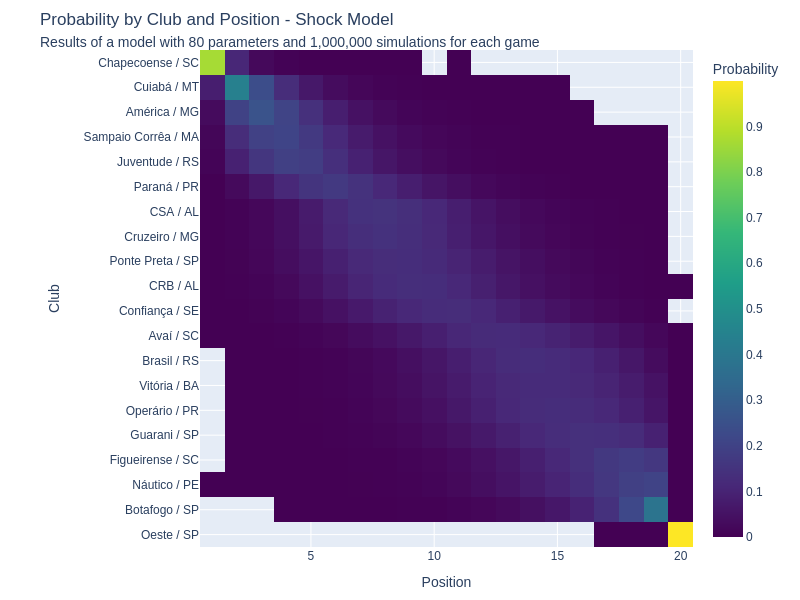 Probability by Club and Position - Shock Model
Results of a model with 80 parameters and 1,000,000 simulations for each game
Probability
Chapecoense / SC
Cuiabá / MT
América / MG
Sampaio Corrêa / MA
Juventude / RS
Paraná / PR
CSA / AL
Cruzeiro / MG
Ponte Preta / SP
CRB / AL
Confiança / SE
Avaí / SC
Brasil / RS
Vitória / BA
Operário / PR
Guarani / SP
Figueirense / SC
Náutico / PE
Botafogo / SP
Oeste / SP
Club
5 10 15 20
Position
0.9
0.8
0.7
0.6
0.5
0.4
0.3
0.2
0.1
0